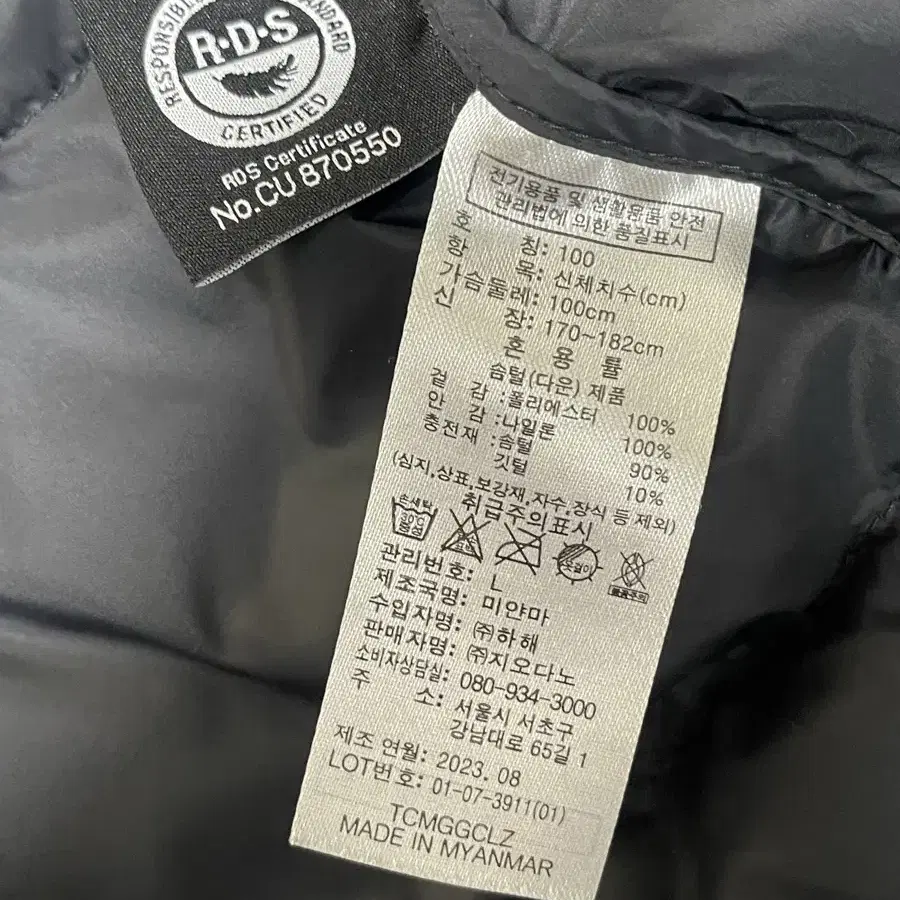 RESPONSIBLE
STANDARD
R·D·S
CERTIFIED
RDS Certificate
No.CU 870550
전기용품 및 생활용품 안전
관리법에 의한 품질표시
호 칭: 100
항 목: 신체치수(cm)
가슴둘레: 100cm
신 장: 170~182cm
혼 용 률
솜털(다운) 제품
겉 감 :폴리에스터 100%
안 감 :나일론 100%
충전재 :솜털 90%
깃털 10%
(심지,상표,보강재,자수,장식 등 제외)
취급주의표시
손세탁
30℃
중성
옷걸이
관리번호: L
제조국명: 미얀마
수입자명: ㈜하해
판매자명: ㈜지오다노
소비자상담실: 080-934-3000
주 소: 서울시 서초구
강남대로 65길 1
제조 연월: 2023. 08
LOT번호: 01-07-3911(01)
TCMGGCLZ
MADE IN MYANMAR